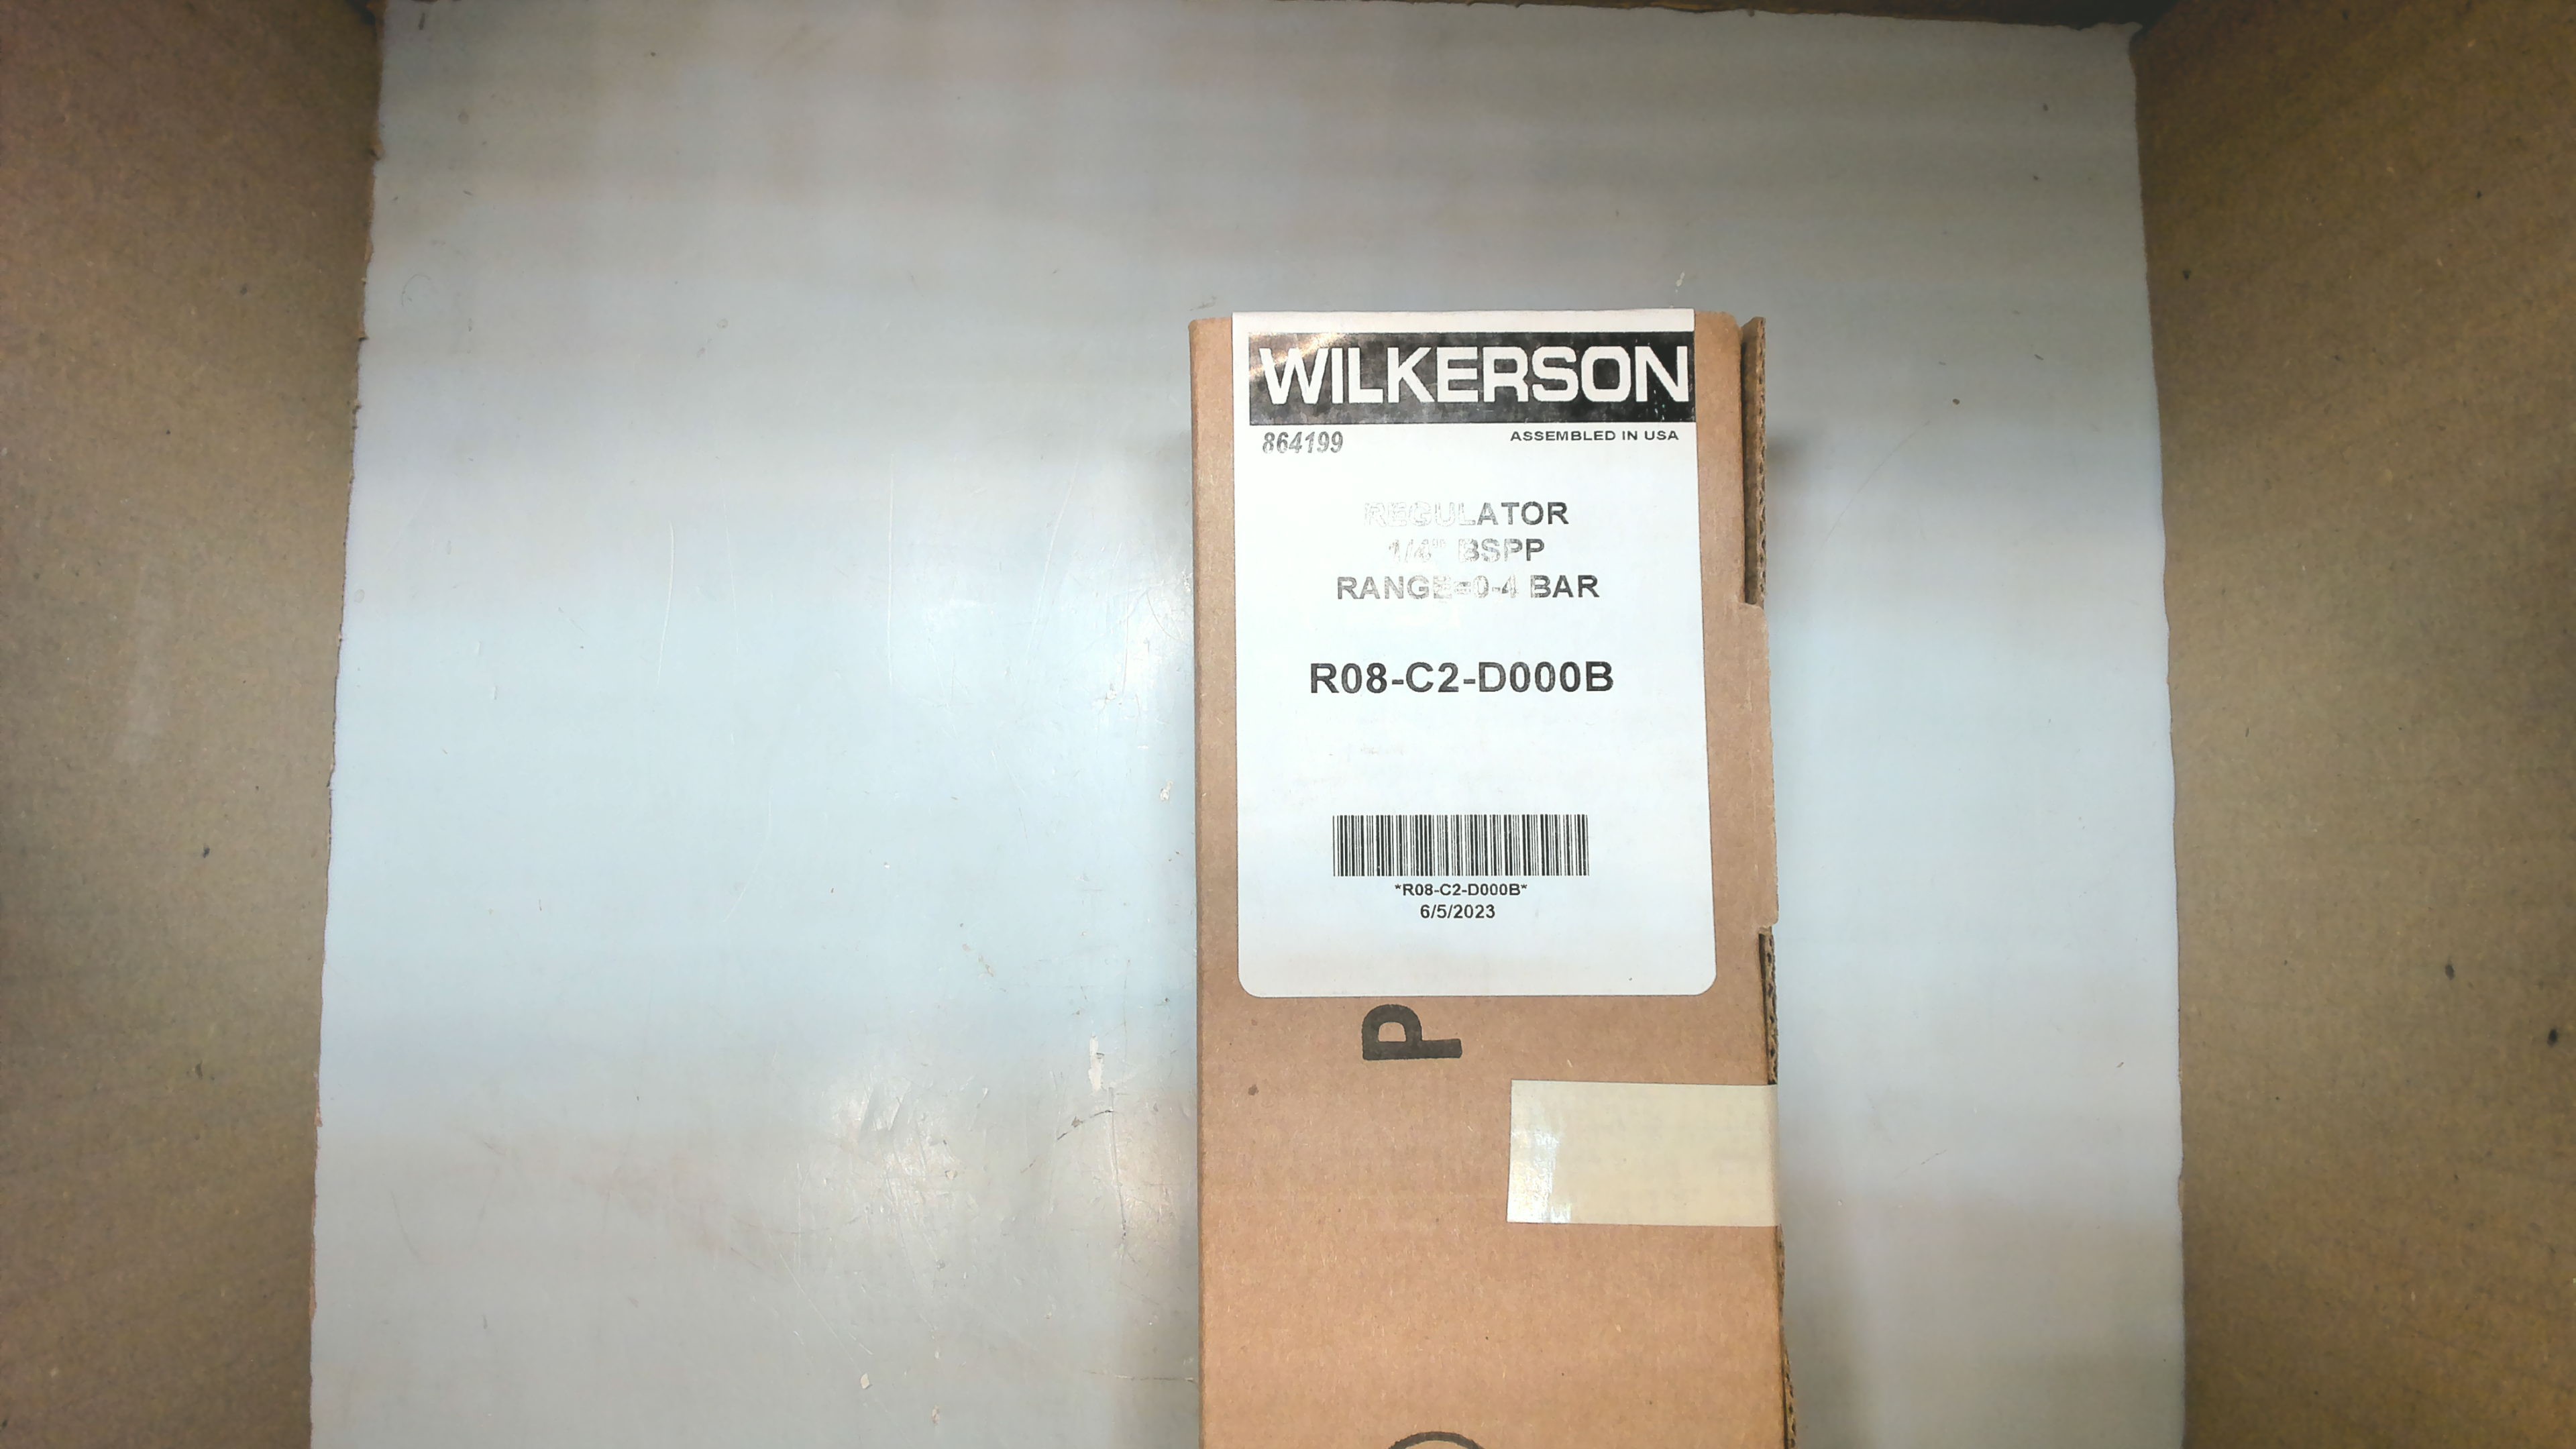 WILKERSON
864199 ASSEMBLED IN USA
REGULATOR
1/4" BSPP
RANGE=0-4 BAR
R08-C2-D000B
*R08-C2-D000B*
6/5/2023
P